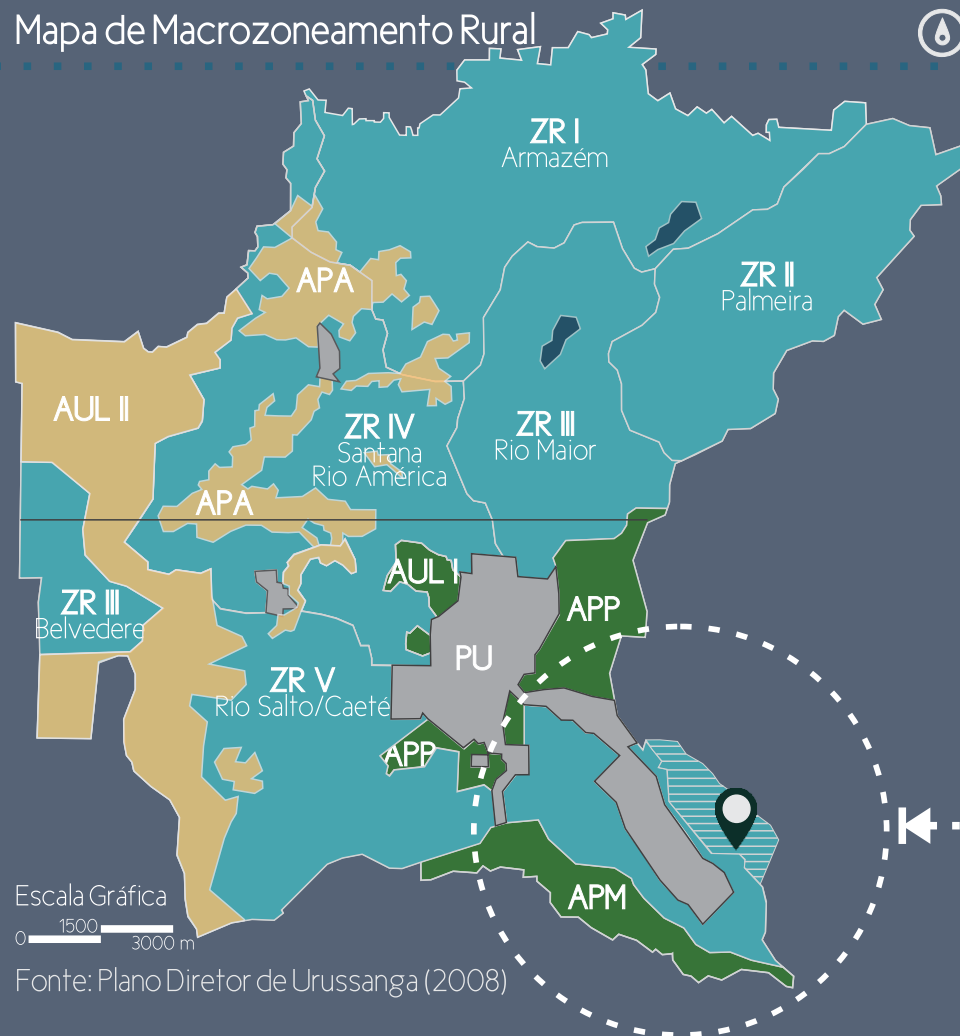 Mapa de Macrozoneamento Rural
ZR I
Armazém
ZR II
Palmeira
APA
AUL II
ZR IV
Santana
Rio América
ZR III
Rio Maior
APA
AUL I
APP
ZR III
Belvedere
PU
ZR V
Rio Salto/Caeté
APP
APM
Escala Gráfica
1500
0
3000 m
Fonte: Plano Diretor de Urussanga (2008)